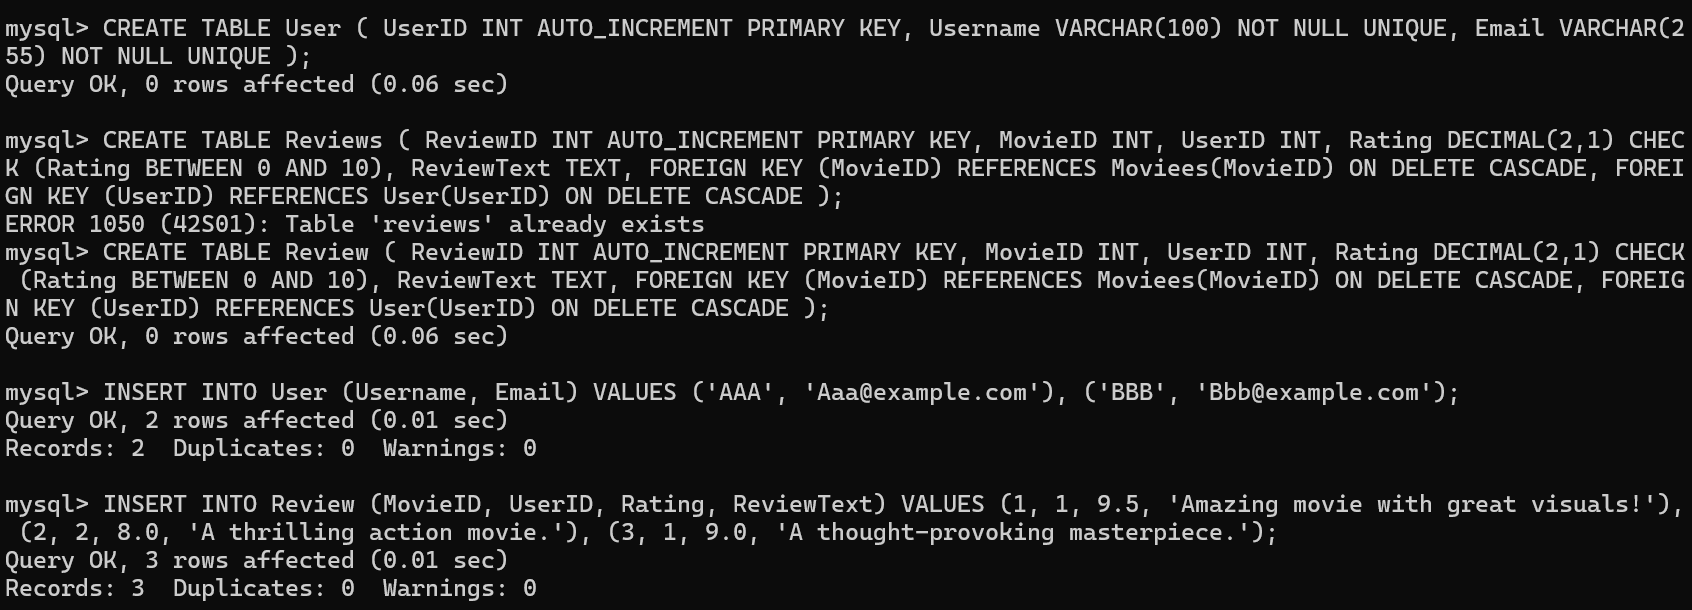 mysql> CREATE TABLE User ( UserID INT AUTO_INCREMENT PRIMARY KEY, Username VARCHAR(100) NOT NULL UNIQUE, Email VARCHAR(2
55) NOT NULL UNIQUE );
Query OK, 0 rows affected (0.06 sec)
mysql> CREATE TABLE Reviews ( ReviewID INT AUTO_INCREMENT PRIMARY KEY, MovieID INT, UserID INT, Rating DECIMAL(2,1) CHEC
K (Rating BETWEEN 0 AND 10), ReviewText TEXT, FOREIGN KEY (MovieID) REFERENCES Moviees(MovieID) ON DELETE CASCADE, FOREI
GN KEY (UserID) REFERENCES User(UserID) ON DELETE CASCADE );
ERROR 1050 (42S01): Table 'reviews' already exists
mysql> CREATE TABLE Review ( ReviewID INT AUTO_INCREMENT PRIMARY KEY, MovieID INT, UserID INT, Rating DECIMAL(2,1) CHECK
 (Rating BETWEEN 0 AND 10), ReviewText TEXT, FOREIGN KEY (MovieID) REFERENCES Moviees(MovieID) ON DELETE CASCADE, FOREIG
N KEY (UserID) REFERENCES User(UserID) ON DELETE CASCADE );
Query OK, 0 rows affected (0.06 sec)
mysql> INSERT INTO User (Username, Email) VALUES ('AAA', 'Aaa@example.com'), ('BBB', 'Bbb@example.com');
Query OK, 2 rows affected (0.01 sec)
Records: 2  Duplicates: 0  Warnings: 0
mysql> INSERT INTO Review (MovieID, UserID, Rating, ReviewText) VALUES (1, 1, 9.5, 'Amazing movie with great visuals!'),
 (2, 2, 8.0, 'A thrilling action movie.'), (3, 1, 9.0, 'A thought-provoking masterpiece.');
Query OK, 3 rows affected (0.01 sec)
Records: 3  Duplicates: 0  Warnings: 0